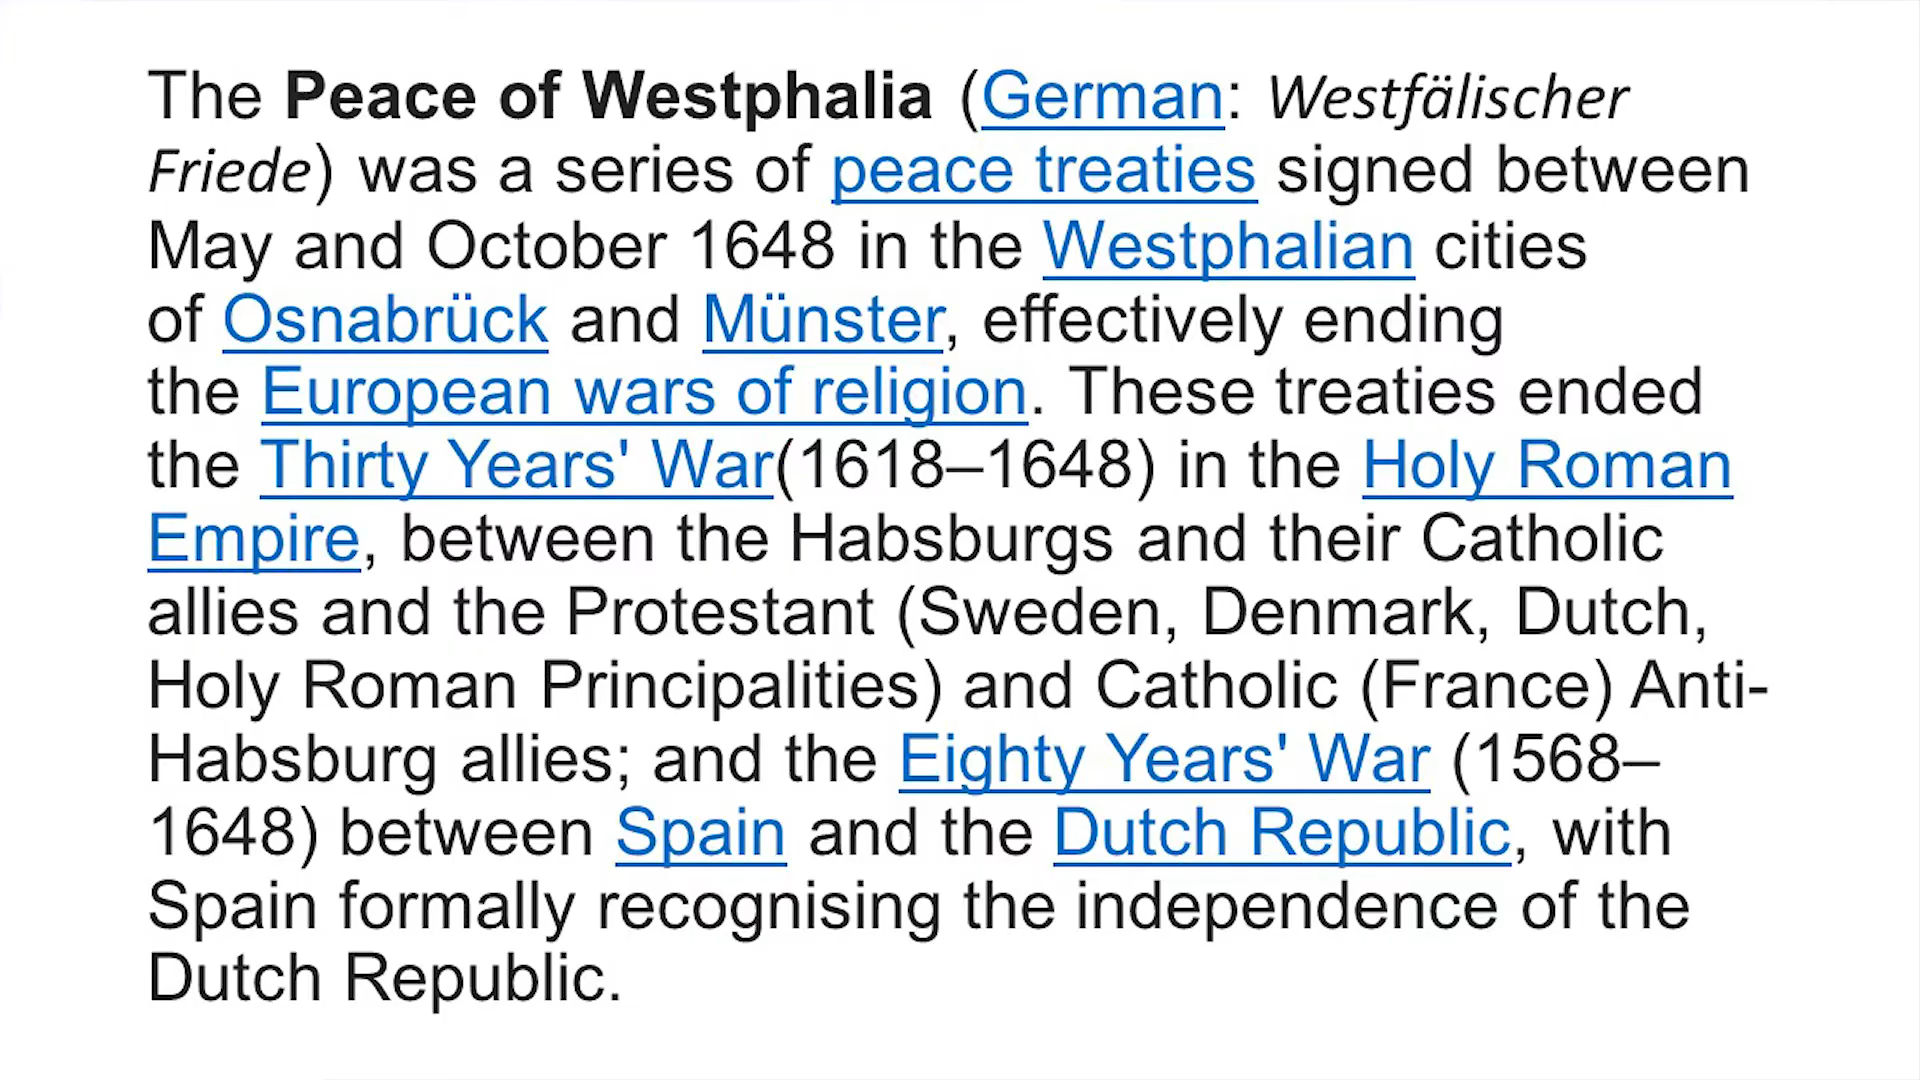 The Peace of Westphalia (German: Westfälischer
Friede) was a series of peace treaties signed between
May and October 1648 in the Westphalian cities
of Osnabrück and Münster, effectively ending
the European wars of religion. These treaties ended
the Thirty Years' War(1618–1648) in the Holy Roman
Empire, between the Habsburgs and their Catholic
allies and the Protestant (Sweden, Denmark, Dutch,
Holy Roman Principalities) and Catholic (France) Anti-
Habsburg allies; and the Eighty Years' War (1568–
1648) between Spain and the Dutch Republic, with
Spain formally recognising the independence of the
Dutch Republic.